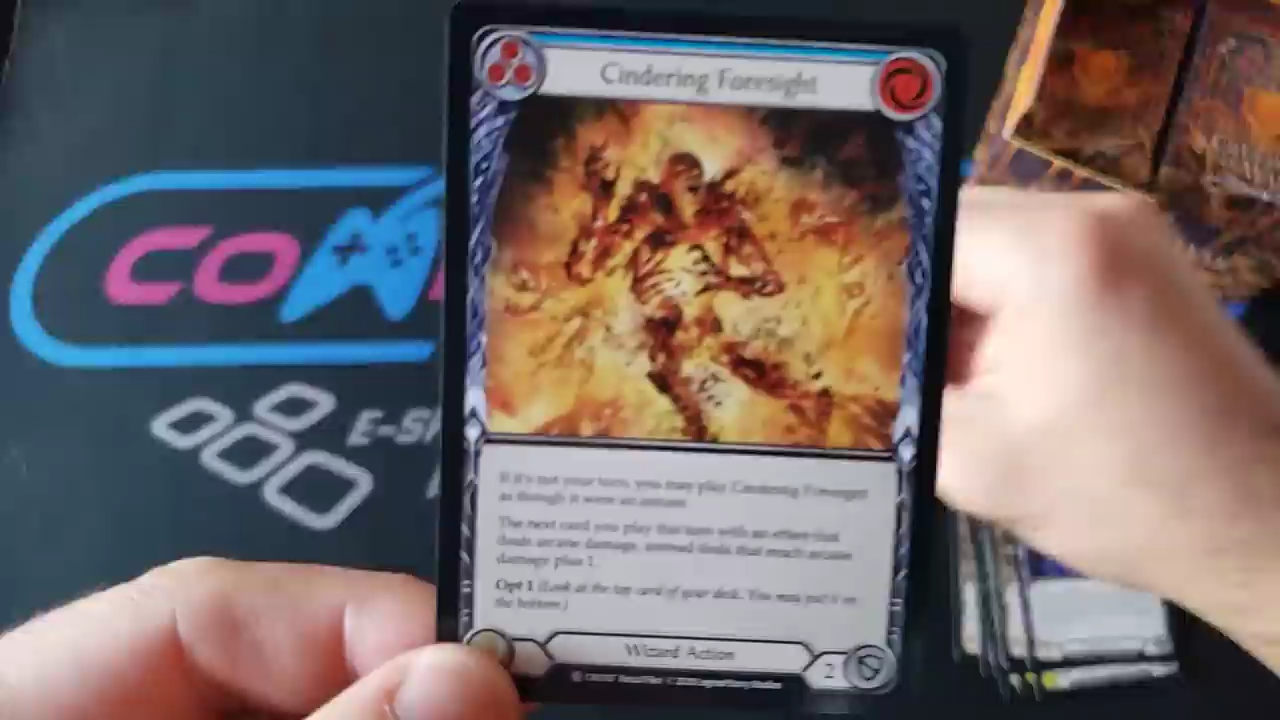 Cindering Foresight
CO
E-S
If it's not your turn, you may play Cindering Foresight
as though it were an instant.
The next card you play this turn with an effect that
deals arcane damage, instead deals that much arcane
damage plus 1.
Opt 1 (Look at the top card of your deck. You may put it on
the bottom.)
Wizard Action
2